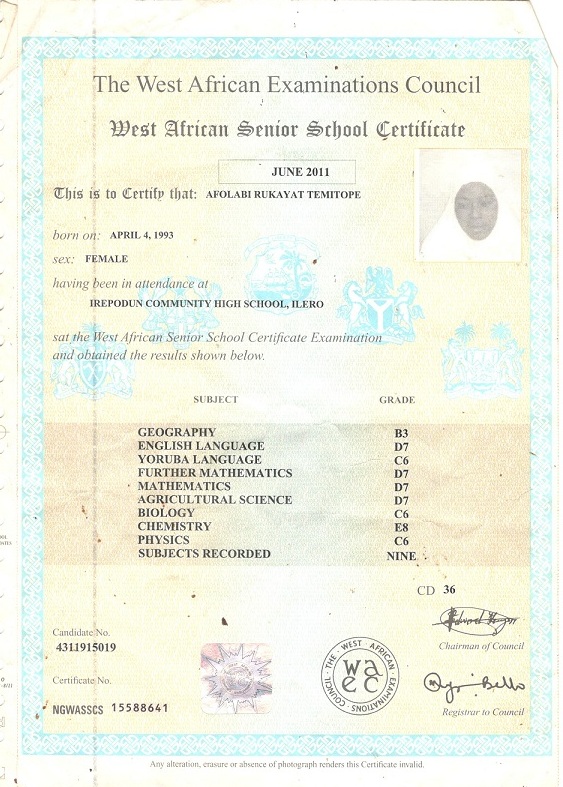 The West African Examinations Council
West African Senior School Certificate
JUNE 2011
This is to Certify that: AFOLABI RUKAYAT TEMITOPE
born on: APRIL 4, 1993
sex: FEMALE
having been in attendance at
IREPODUN COMMUNITY HIGH SCHOOL, ILERO
sat the West African Senior School Certificate Examination
and obtained the results shown below.
SUBJECT GRADE
GEOGRAPHY B3
ENGLISH LANGUAGE D7
YORUBA LANGUAGE C6
FURTHER MATHEMATICS D7
MATHEMATICS D7
AGRICULTURAL SCIENCE D7
BIOLOGY C6
CHEMISTRY E8
PHYSICS C6
SUBJECTS RECORDED NINE
CD 36
Candidate No.
4311915019
Chairman of Council
Certificate No.
NGWASSCS 15588641
THE WEST AFRICAN EXAMINATIONS COUNCIL
waec
Registrar to Council
Any alteration, erasure or absence of photograph renders this Certificate invalid.